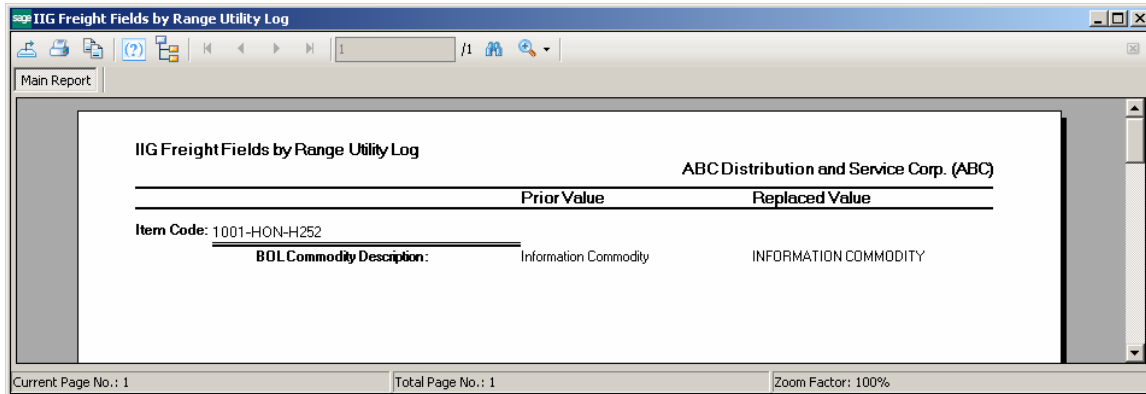 sage IIG Freight Fields by Range Utility Log
(?) 1 /1
Main Report
IIG Freight Fields by Range Utility Log
ABC Distribution and Service Corp. (ABC)
Prior Value Replaced Value
Item Code: 1001-HON-H252
BOL Commodity Description: Information Commodity INFORMATION COMMODITY
Current Page No.: 1 Total Page No.: 1 Zoom Factor: 100%